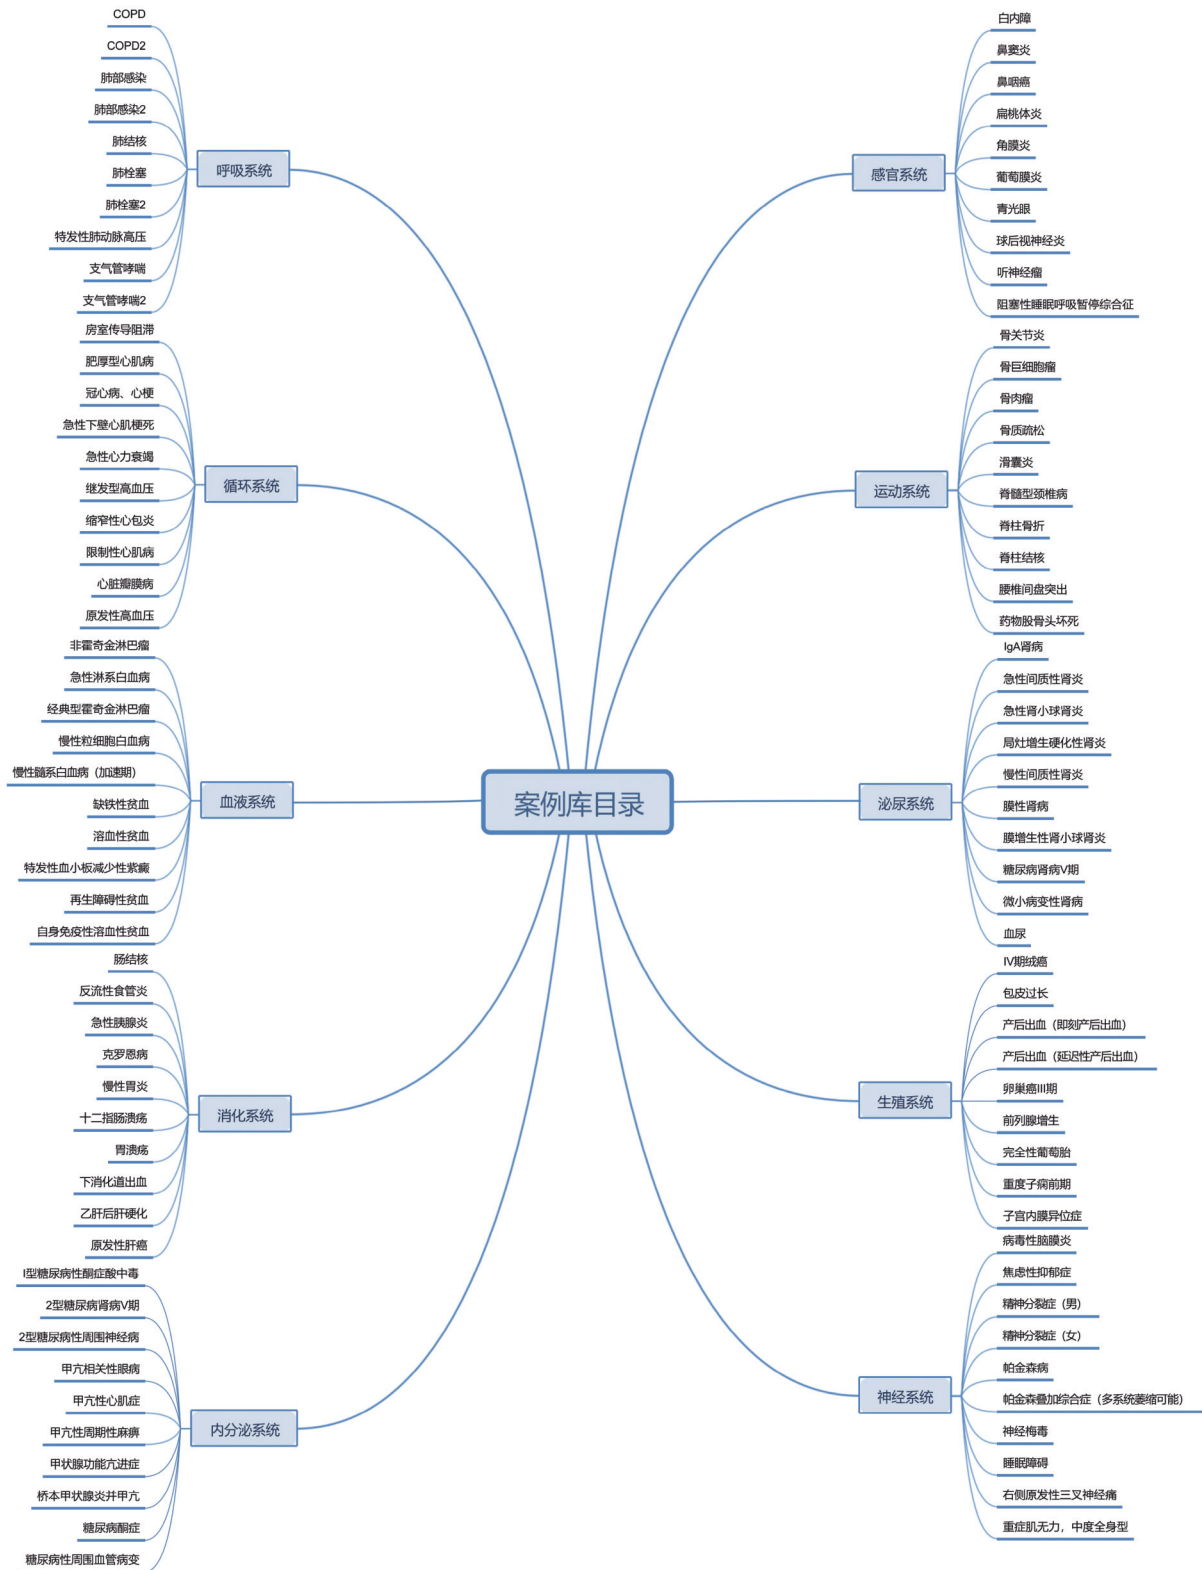 案例库目录
呼吸系统
COPD
COPD2
肺部感染
肺部感染2
肺结核
肺栓塞
肺栓塞2
特发性肺动脉高压
支气管哮喘
支气管哮喘2
循环系统
房室传导阻滞
肥厚型心肌病
冠心病、心梗
急性下壁心肌梗死
急性心力衰竭
继发型高血压
缩窄性心包炎
限制性心肌病
心脏瓣膜病
原发性高血压
血液系统
非霍奇金淋巴瘤
急性淋系白血病
经典型霍奇金淋巴瘤
慢性粒细胞白血病
慢性髓系白血病（加速期）
缺铁性贫血
溶血性贫血
特发性血小板减少性紫癜
再生障碍性贫血
自身免疫性溶血性贫血
消化系统
肠结核
反流性食管炎
急性胰腺炎
克罗恩病
慢性胃炎
十二指肠溃疡
胃溃疡
下消化道出血
乙肝后肝硬化
原发性肝癌
内分泌系统
I型糖尿病性酮症酸中毒
2型糖尿病肾病V期
2型糖尿病性周围神经病
甲亢相关性眼病
甲亢性心肌症
甲亢性周期性麻痹
甲状腺功能亢进症
桥本甲状腺炎并甲亢
糖尿病酮症
糖尿病性周围血管病变
感官系统
白内障
鼻窦炎
鼻咽癌
扁桃体炎
角膜炎
葡萄膜炎
青光眼
球后视神经炎
听神经瘤
阻塞性睡眠呼吸暂停综合征
运动系统
骨关节炎
骨巨细胞瘤
骨肉瘤
骨质疏松
滑囊炎
脊髓型颈椎病
脊柱骨折
脊柱结核
腰椎间盘突出
药物股骨头坏死
泌尿系统
IgA肾病
急性间质性肾炎
急性肾小球肾炎
局灶增生硬化性肾炎
慢性间质性肾炎
膜性肾病
膜增生性肾小球肾炎
糖尿病肾病V期
微小病变性肾病
血尿
生殖系统
IV期绒癌
包皮过长
产后出血（即刻产后出血）
产后出血（延迟性产后出血）
卵巢癌III期
前列腺增生
完全性葡萄胎
重度子痫前期
子宫内膜异位症
神经系统
病毒性脑膜炎
焦虑性抑郁症
精神分裂症（男）
精神分裂症（女）
帕金森病
帕金森叠加综合症（多系统萎缩可能）
神经梅毒
睡眠障碍
右侧原发性三叉神经痛
重症肌无力，中度全身型